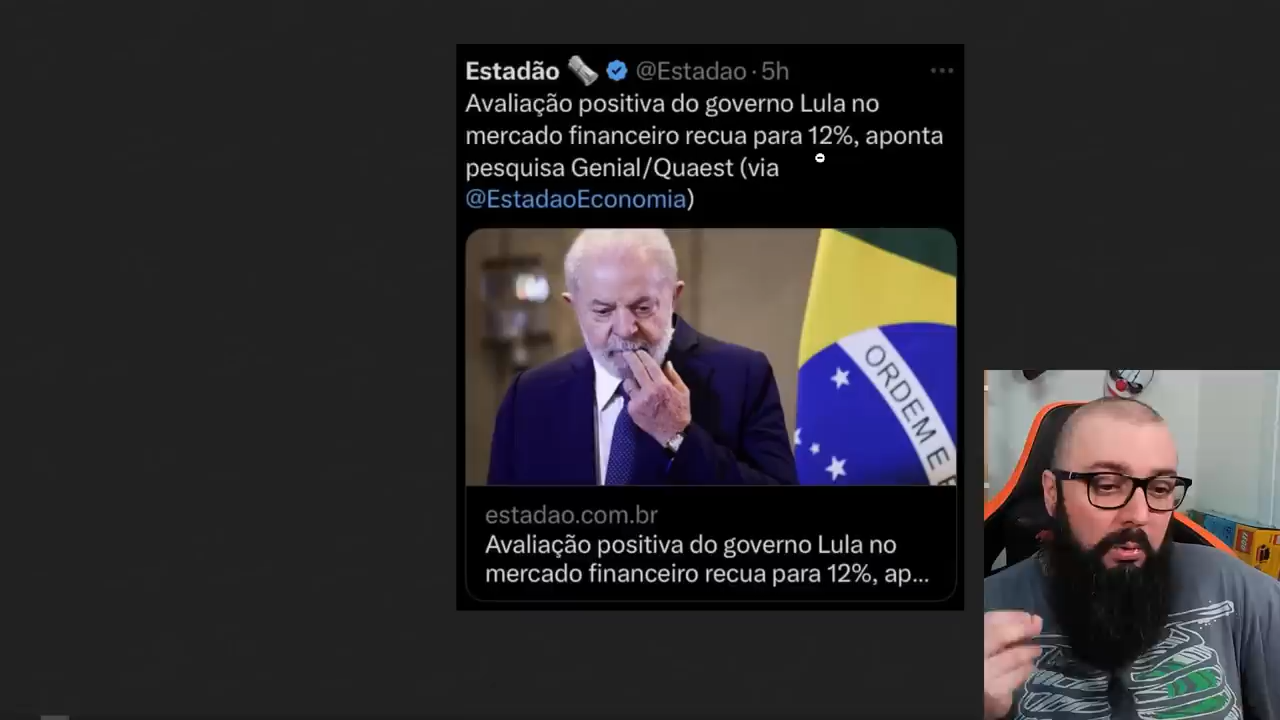 Estadão @Estadao · 5h
Avaliação positiva do governo Lula no
mercado financeiro recua para 12%, aponta
pesquisa Genial/Quaest (via
@EstadaoEconomia)
ORDEM E
estadao.com.br
Avaliação positiva do governo Lula no
mercado financeiro recua para 12%, ap...